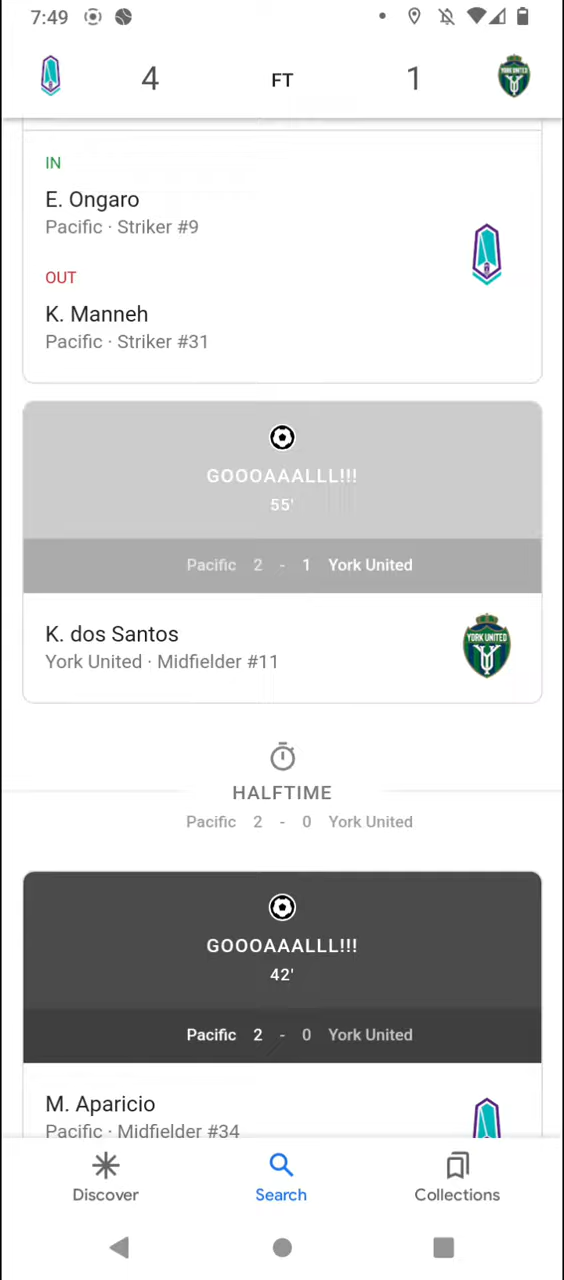 7:49
4 FT 1
IN
E. Ongaro
Pacific · Striker #9
OUT
K. Manneh
Pacific · Striker #31
GOOOAAALLL!!!
55'
Pacific 2 - 1 York United
K. dos Santos
York United · Midfielder #11
YORK UNITED
HALFTIME
Pacific 2 - 0 York United
GOOOAAALLL!!!
42'
Pacific 2 - 0 York United
M. Aparicio
Pacific · Midfielder #34
Discover Search Collections